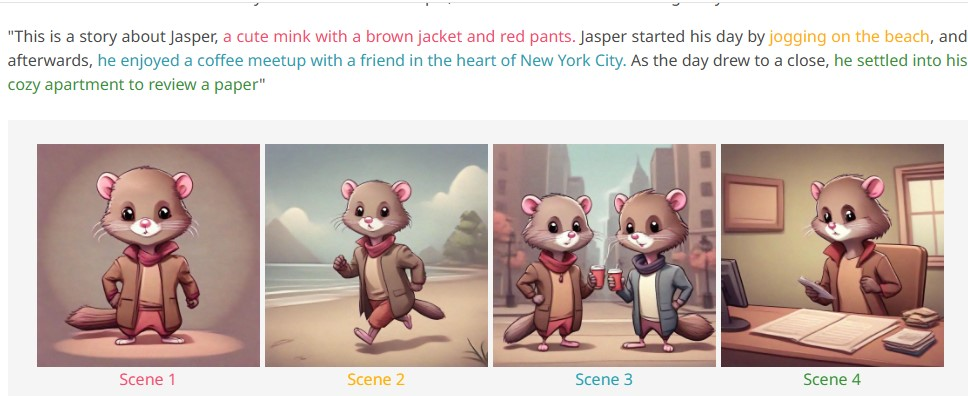 "This is a story about Jasper, a cute mink with a brown jacket and red pants. Jasper started his day by jogging on the beach, and
afterwards, he enjoyed a coffee meetup with a friend in the heart of New York City. As the day drew to a close, he settled into his
cozy apartment to review a paper"
Scene 1
Scene 2
Scene 3
Scene 4